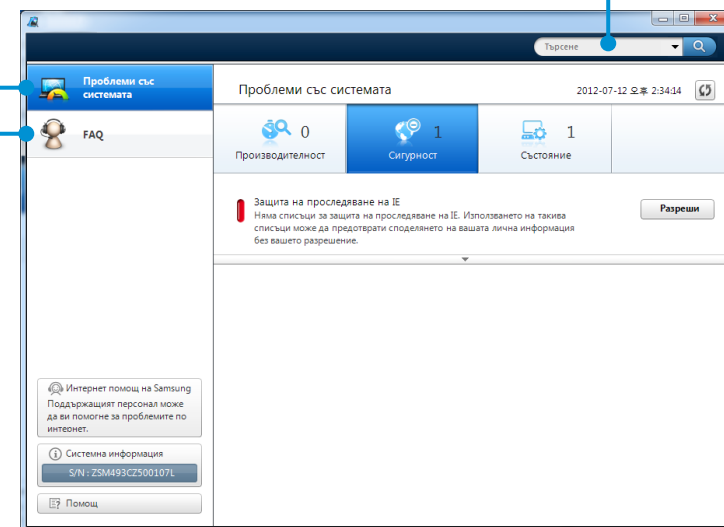 Търсене
Проблеми със
системата
FAQ
Проблеми със системата
2012-07-12 오후 2:34:14
0
Производителност
1
Сигурност
1
Състояние
Защита на проследяване на IE
Няма списъци за защита на проследяване на IE. Използването на такива
списъци може да предотврати споделянето на вашата лична информация
без вашето разрешение.
Разреши
Интернет помощ на Samsung
Поддържащият персонал може
да ви помогне за проблемите по
интернет.
Системна информация
S/N : ZSM493CZ500107L
Помощ